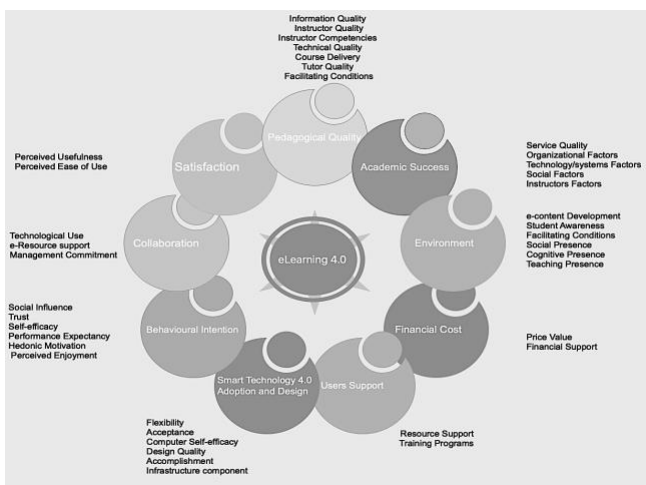 Information Quality
Instructor Quality
Instructor Competencies
Technical Quality
Course Delivery
Tutor Quality
Facilitating Conditions
Pedagogical Quality
Satisfaction
Academic Success
Perceived Usefulness
Perceived Ease of Use
Service Quality
Organizational Factors
Technology/systems Factors
Social Factors
Instructors Factors
Technological Use
e-Resource support
Management Commitment
Collaboration
eLearning 4.0
Environment
e-content Development
Student Awareness
Facilitating Conditions
Social Presence
Cognitive Presence
Teaching Presence
Social Influence
Trust
Self-efficacy
Performance Expectancy
Hedonic Motivation
Perceived Enjoyment
Behavioural Intention
Financial Cost
Price Value
Financial Support
Smart Technology 4.0
Adoption and Design
Users Support
Flexibility
Acceptance
Computer Self-efficacy
Design Quality
Accomplishment
Infrastructure component
Resource Support
Training Programs